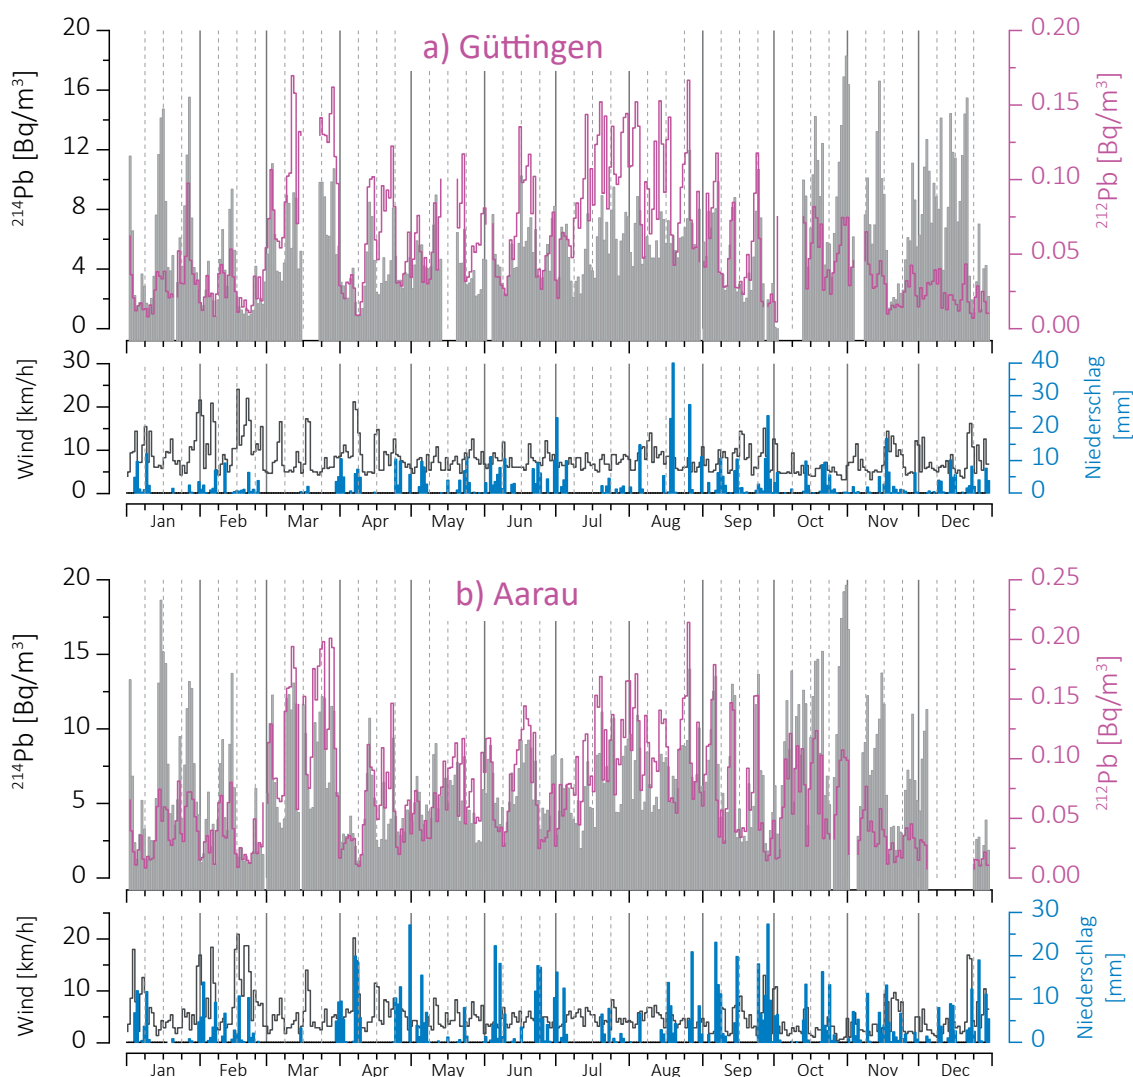 a) Güttingen
²¹⁴Pb [Bq/m³]
20
16
12
8
4
0
²¹²Pb [Bq/m³]
0.20
0.15
0.10
0.05
0.00
Wind [km/h]
30
20
10
0
Niederschlag
[mm]
40
30
20
10
0
Jan Feb Mar Apr May Jun Jul Aug Sep Oct Nov Dec
b) Aarau
²¹⁴Pb [Bq/m³]
20
15
10
5
0
²¹²Pb [Bq/m³]
0.25
0.20
0.15
0.10
0.05
0.00
Wind [km/h]
20
10
0
Niederschlag
[mm]
30
20
10
0
Jan Feb Mar Apr May Jun Jul Aug Sep Oct Nov Dec